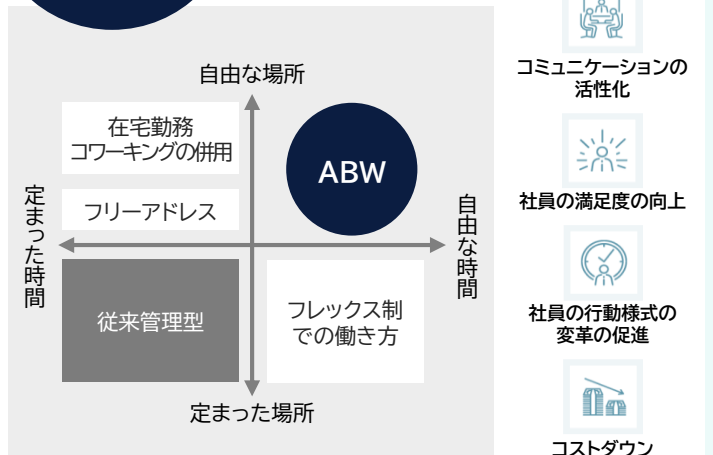 自由な場所
在宅勤務
コワーキングの併用
フリーアドレス
ABW
定まった時間
自由な時間
従来管理型
フレックス制
での働き方
定まった場所
コミュニケーションの
活性化
社員の満足度の向上
社員の行動様式の
変革の促進
コストダウン